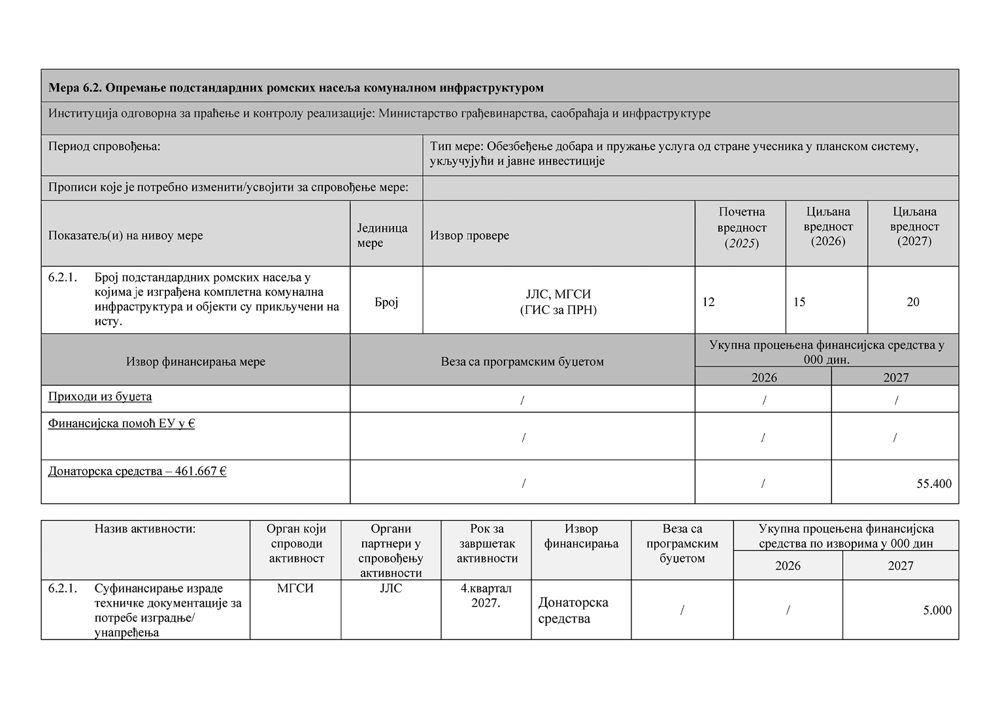 Мера 6.2. Опремање подстандардних ромских насеља комуналном инфраструктуром
Институција одговорна за праћење и контролу реализације: Министарство грађевинарства, саобраћаја и инфраструктуре
Период спровођења:
Тип мере: Обезбеђење добара и пружање услуга од стране учесника у планском систему,
укључујући и јавне инвестиције
Прописи које је потребно изменити/усвојити за спровођење мере:
Показатељ(и) на нивоу мере
Јединица
мере
Извор провере
Почетна
вредност
(2025)
Циљана
вредност
(2026)
Циљана
вредност
(2027)
6.2.1. Број подстандардних ромских насеља у
којима је изграђена комплетна комунална
инфраструктура и објекти су прикључени на
исту.
Број
ЈЛС, МГСИ
(ГИС за ПРН)
12
15
20
Извор финансирања мере
Веза са програмским буџетом
Укупна процењена финансијска средства у
000 дин.
2026
2027
Приходи из буџета
/
/
/
Финансијска помоћ ЕУ у €
/
/
/
Донаторска средства – 461.667 €
/
/
55.400
Назив активности:
Орган који
спроводи
активност
Органи
партнери у
спровођењу
активности
Рок за
завршетак
активности
Извор
финансирања
Веза са
програмским
буџетом
Укупна процењена финансијска
средства по изворима у 000 дин
2026
2027
6.2.1. Суфинансирање израде
техничке документације за
потребе изградње/
унапређења
МГСИ
ЈЛС
4.квартал
2027.
Донаторска
средства
/
/
5.000